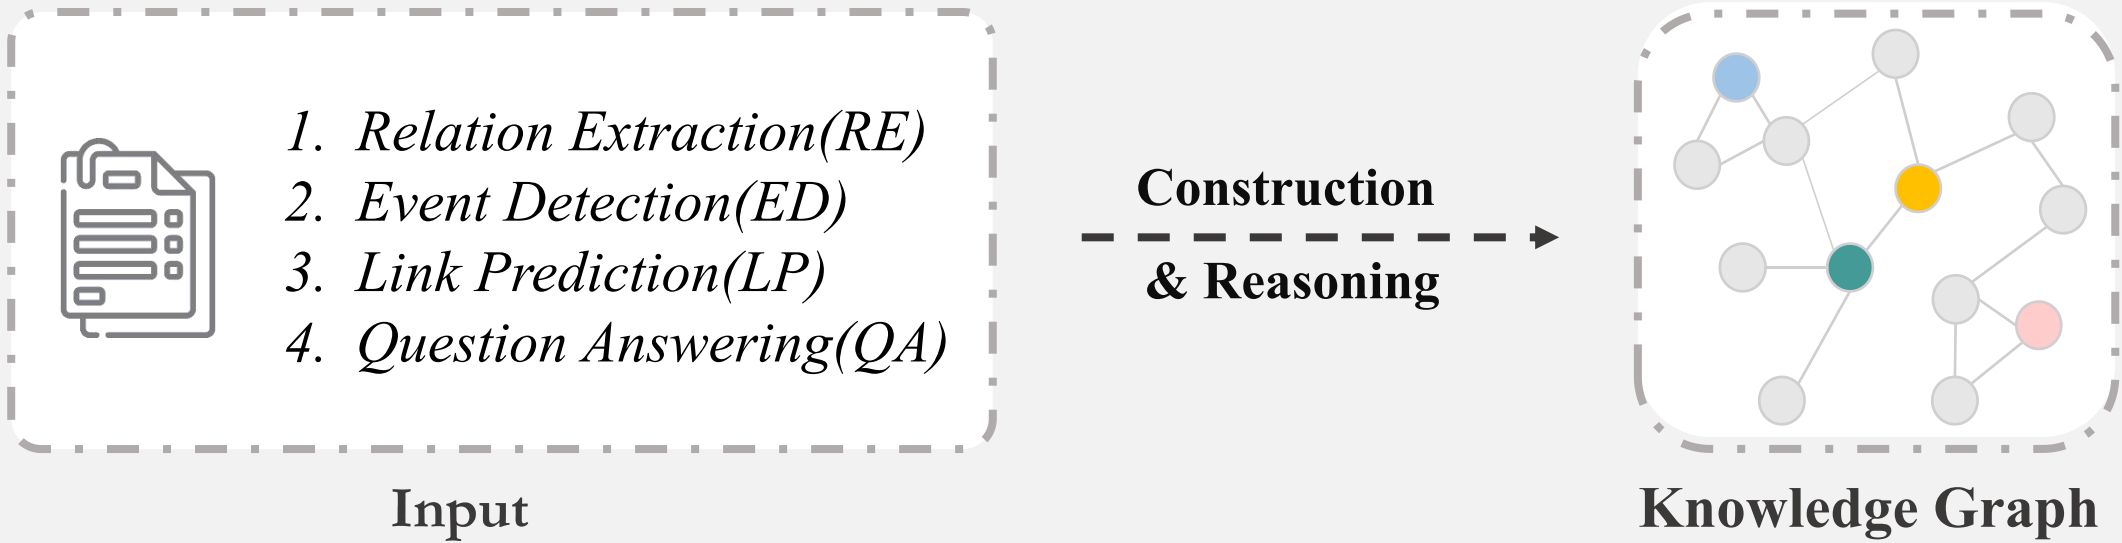 1. Relation Extraction(RE)
2. Event Detection(ED)
3. Link Prediction(LP)
4. Question Answering(QA)
Input
Construction
& Reasoning
Knowledge Graph